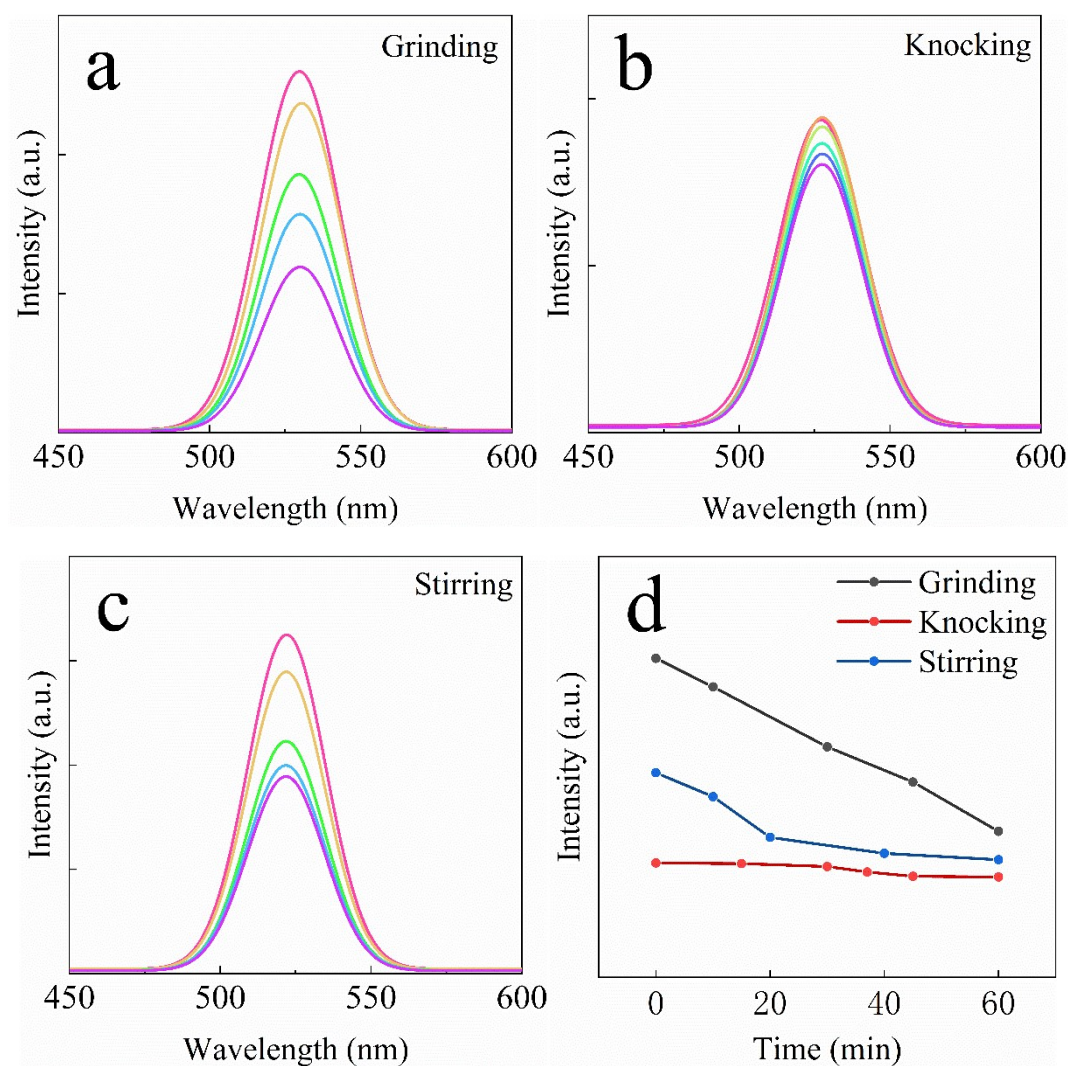 a
Grinding
Intensity (a.u.)
450 500 550 600
Wavelength (nm)
b
Knocking
Intensity (a.u.)
450 500 550 600
Wavelength (nm)
c
Stirring
Intensity (a.u.)
450 500 550 600
Wavelength (nm)
d
Grinding
Knocking
Stirring
Intensity (a.u.)
0 20 40 60
Time (min)